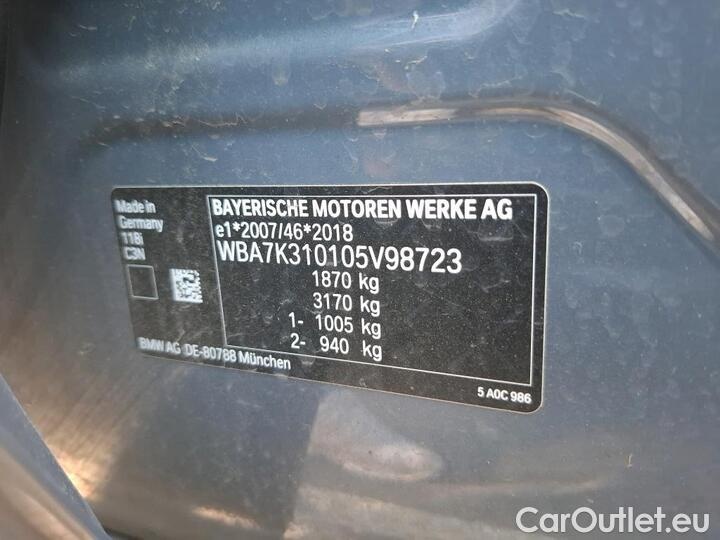 Made in
Germany
118i
C3N
BAYERISCHE MOTOREN WERKE AG
e1*2007/46*2018
WBA7K310105V98723
1870 kg
3170 kg
1- 1005 kg
2- 940 kg
BMW AG DE-80788 München
5 A0C 986
CarOutlet.eu